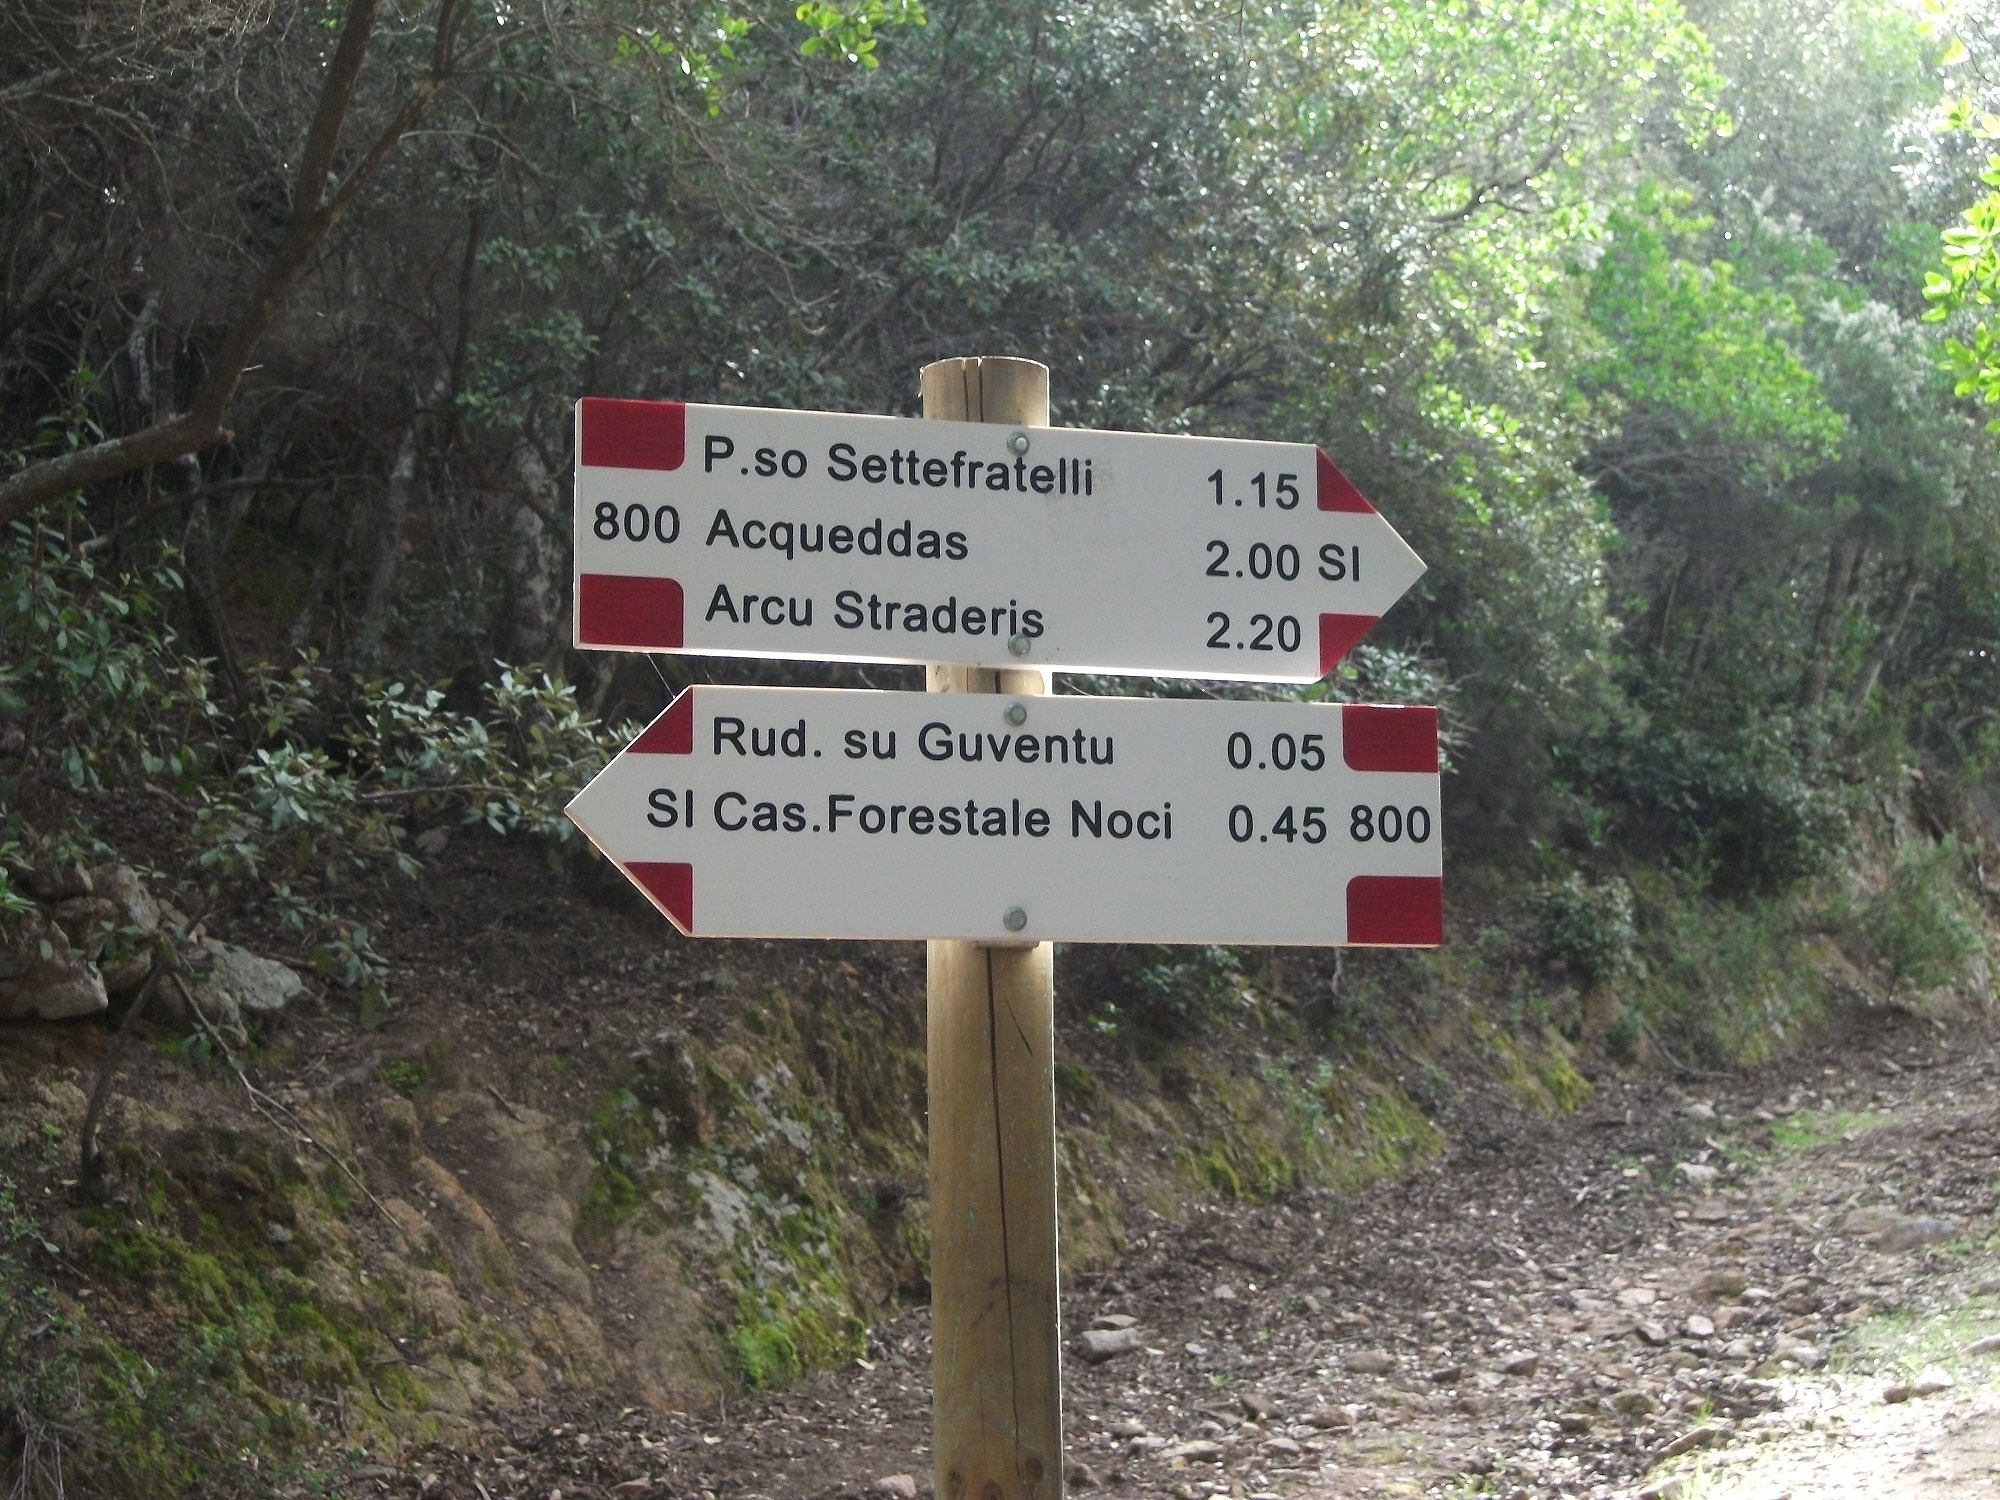 P.so Settefratelli 1.15
800 Acqueddas 2.00 SI
Arcu Straderis 2.20
Rud. su Guventu 0.05
SI Cas.Forestale Noci 0.45 800